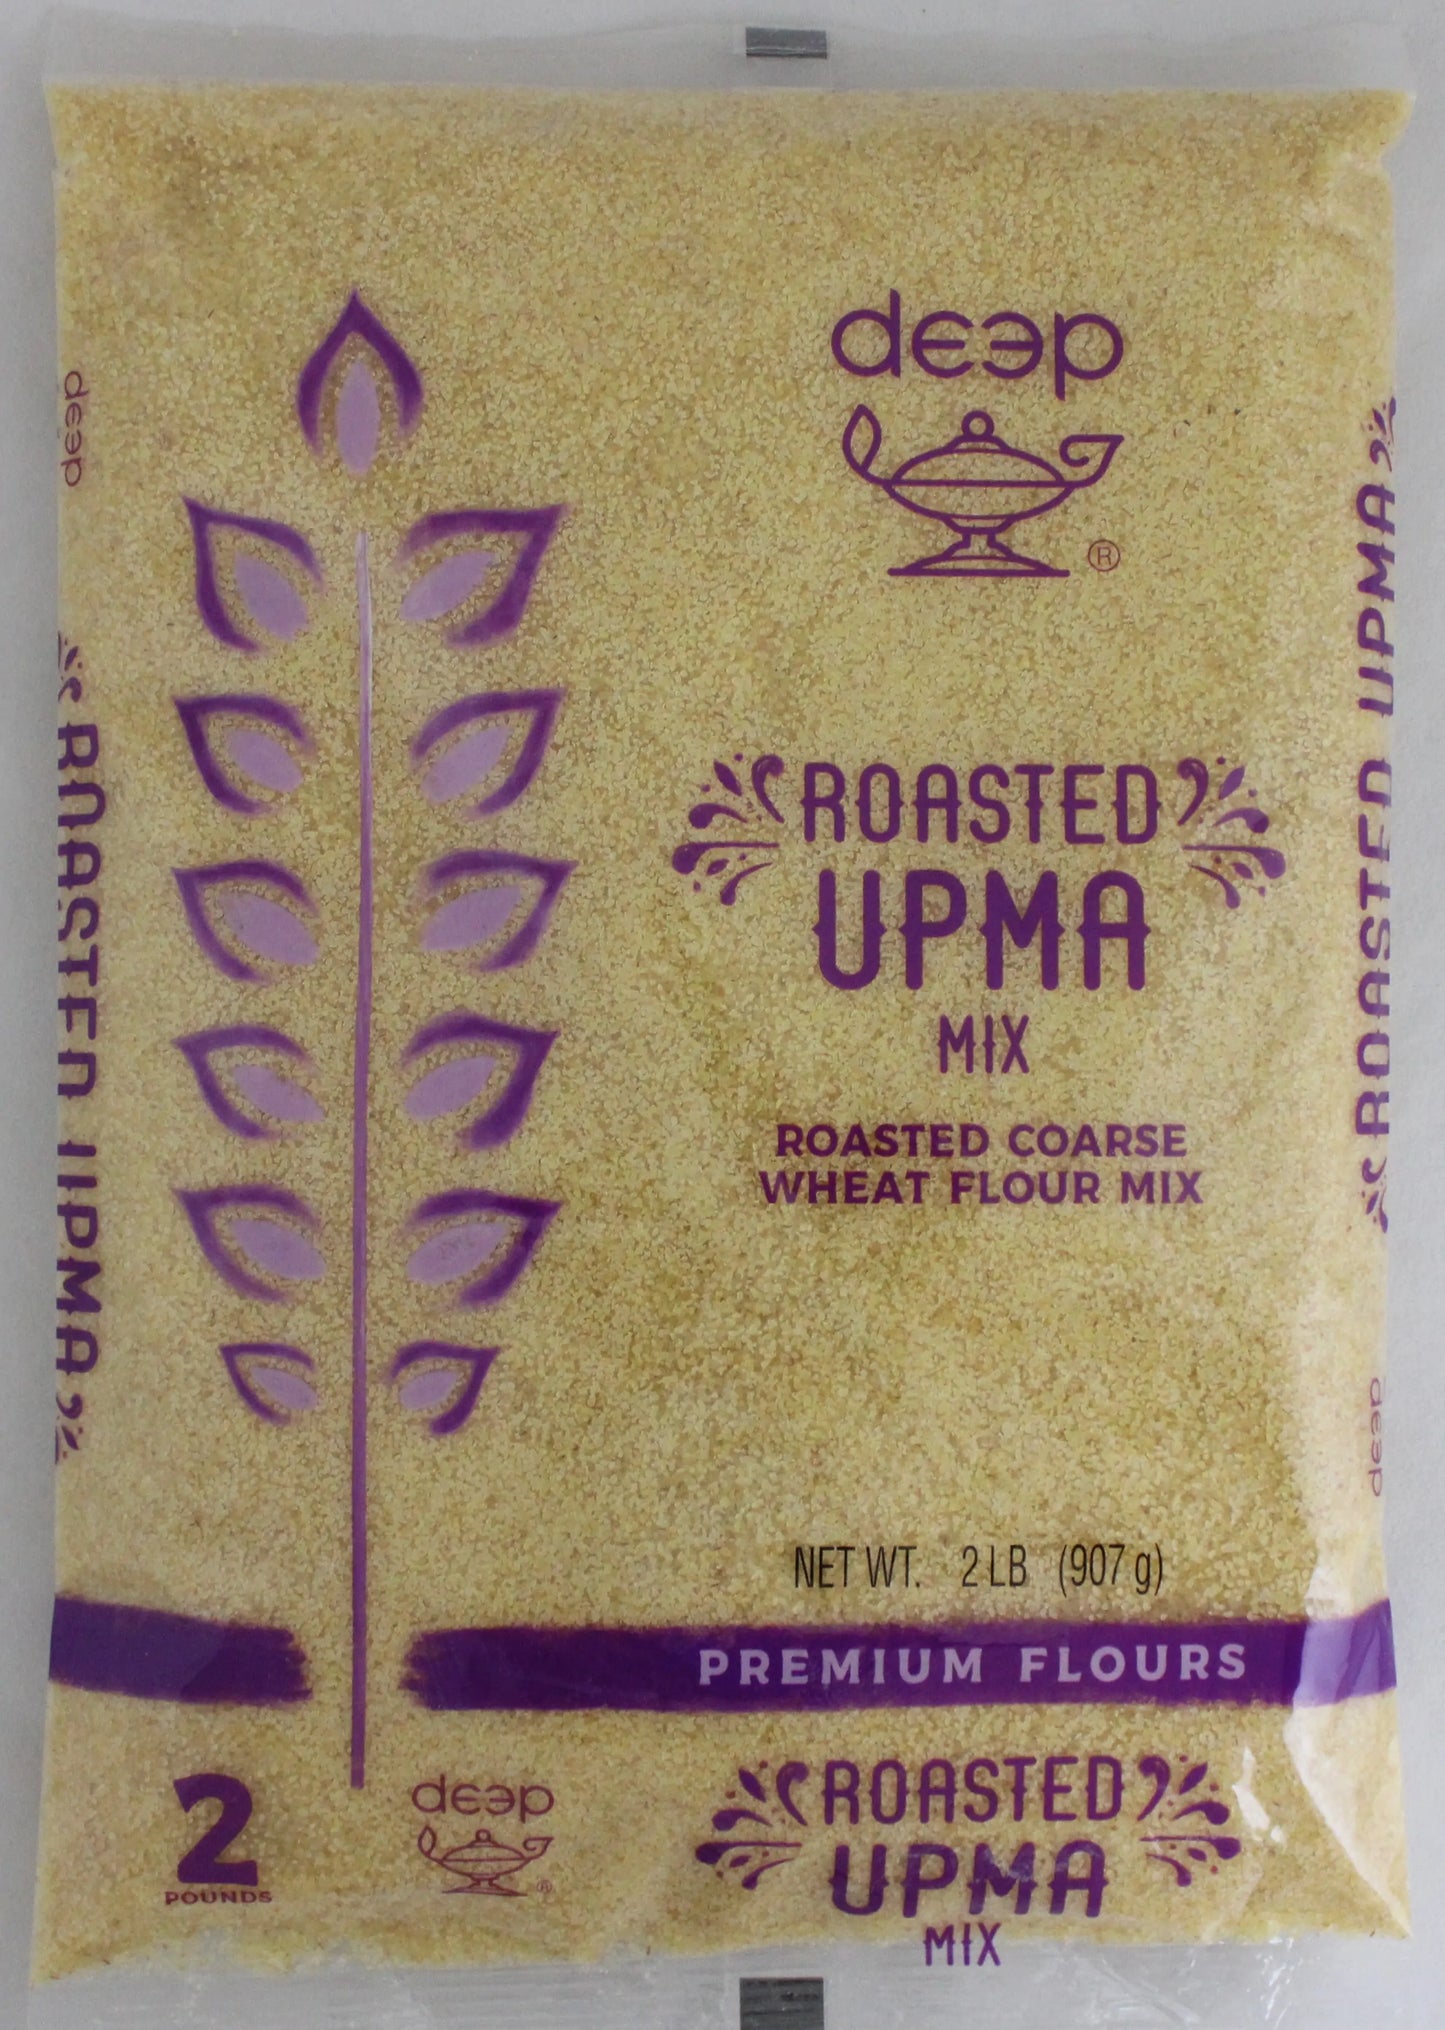 deep
®
ROASTED
UPMA
MIX
ROASTED COARSE
WHEAT FLOUR MIX
NET WT. 2 LB (907 g)
PREMIUM FLOURS
2
POUNDS
deep
®
ROASTED
UPMA
MIX
deep
ROASTED UPMA
ROASTED UPMA
deep